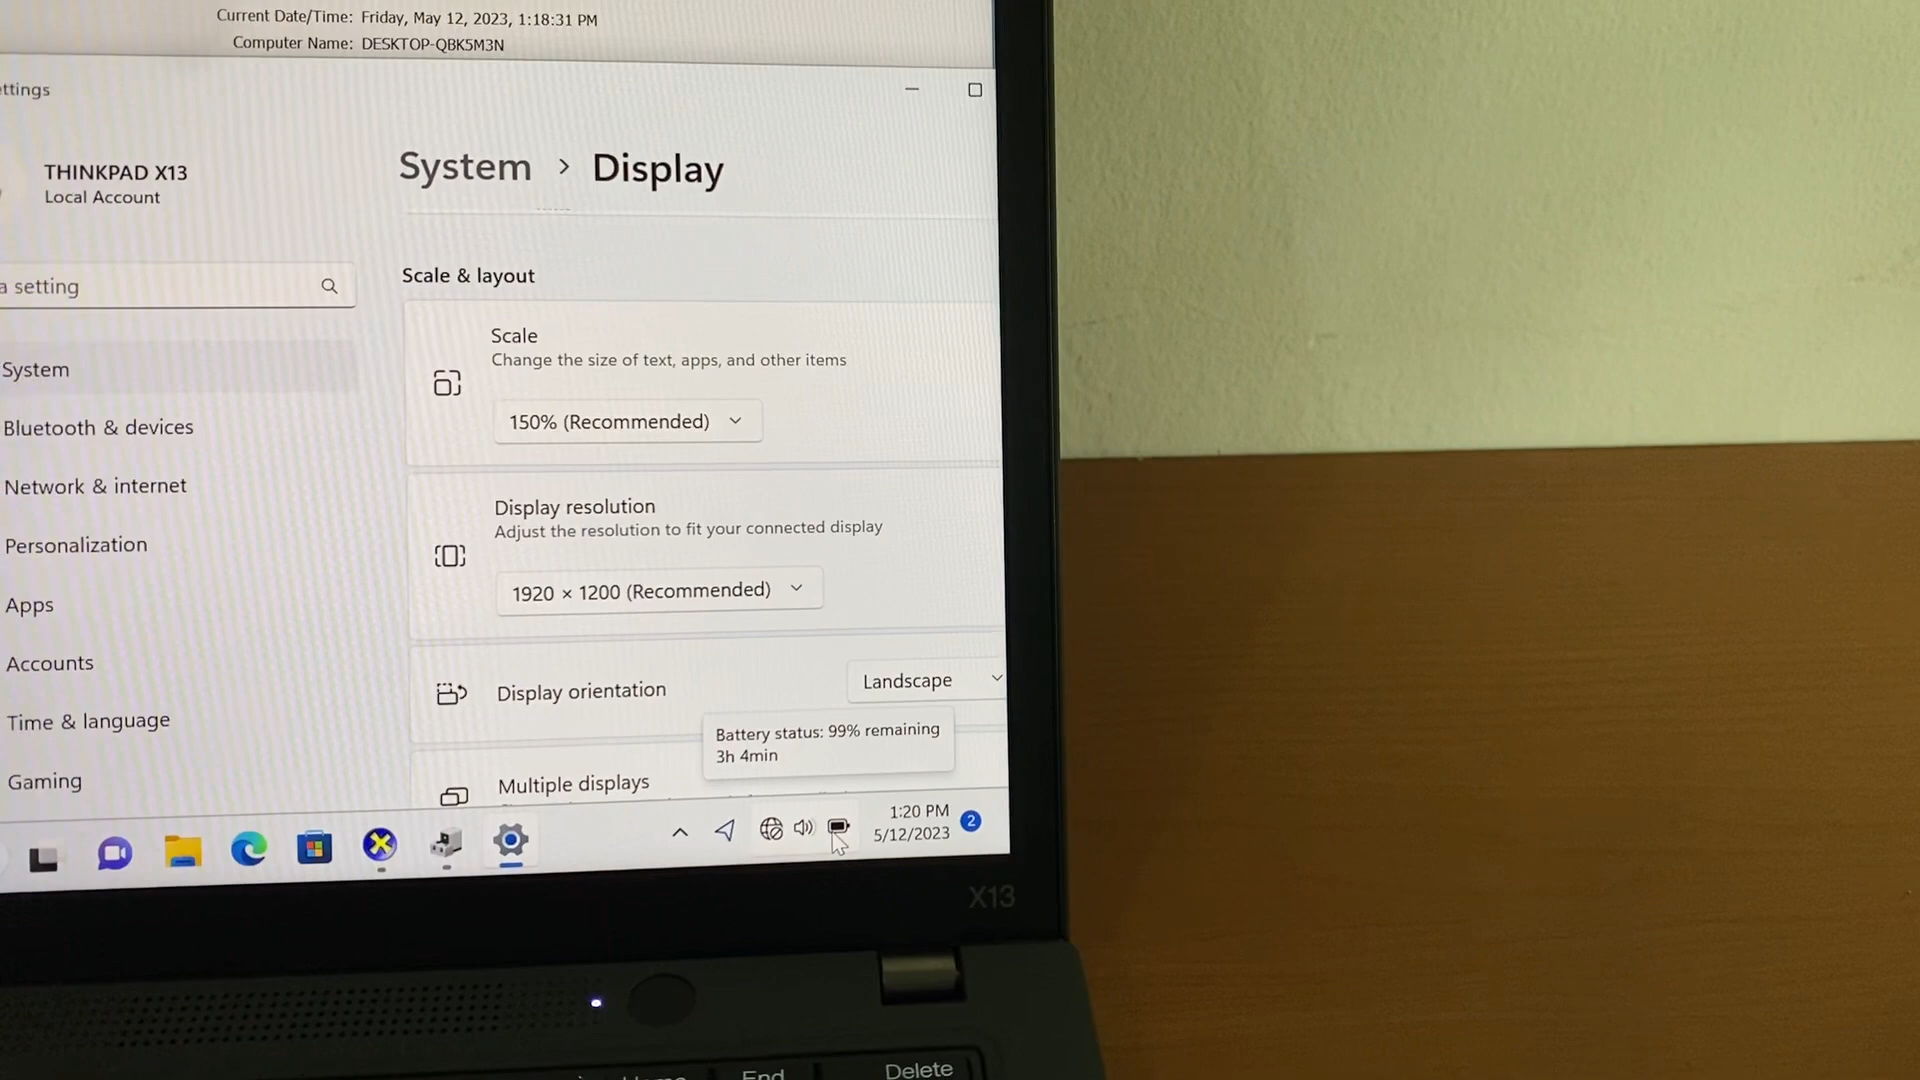 Current Date/Time: Friday, May 12, 2023, 1:18:31 PM
Computer Name: DESKTOP-QBK5M3N
ettings
THINKPAD X13
Local Account
a setting
System
Bluetooth & devices
Network & internet
Personalization
Apps
Accounts
Time & language
Gaming
System > Display
Scale & layout
Scale
Change the size of text, apps, and other items
150% (Recommended)
Display resolution
Adjust the resolution to fit your connected display
1920 × 1200 (Recommended)
Display orientation
Landscape
Battery status: 99% remaining
3h 4min
Multiple displays
1:20 PM
5/12/2023
2
X13
End
Delete